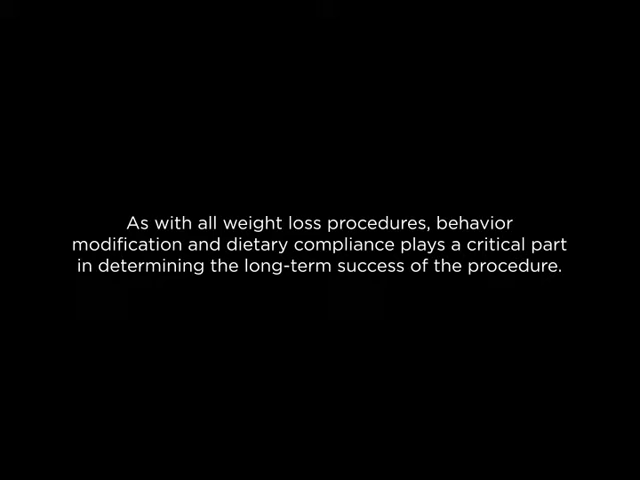 As with all weight loss procedures, behavior
modification and dietary compliance plays a critical part
in determining the long-term success of the procedure.